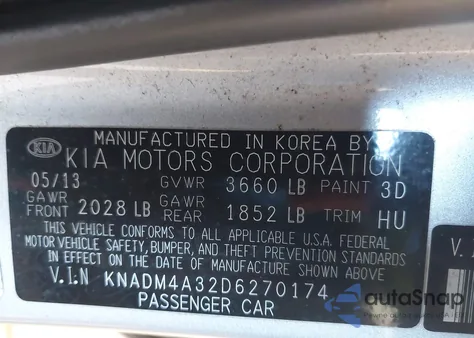 MANUFACTURED IN KOREA BY
KIA KIA MOTORS CORPORATION
05/13 GVWR 3660 LB PAINT 3D
GAWR FRONT 2028 LB GAWR REAR 1852 LB TRIM HU
THIS VEHICLE CONFORMS TO ALL APPLICABLE U.S.A. FEDERAL
MOTOR VEHICLE SAFETY, BUMPER, AND THEFT PREVENTION STANDARDS
IN EFFECT ON THE DATE OF MANUFACTURE SHOWN ABOVE
V.I.N KNADM4A32D6270174
PASSENGER CAR
V.
autoSnap